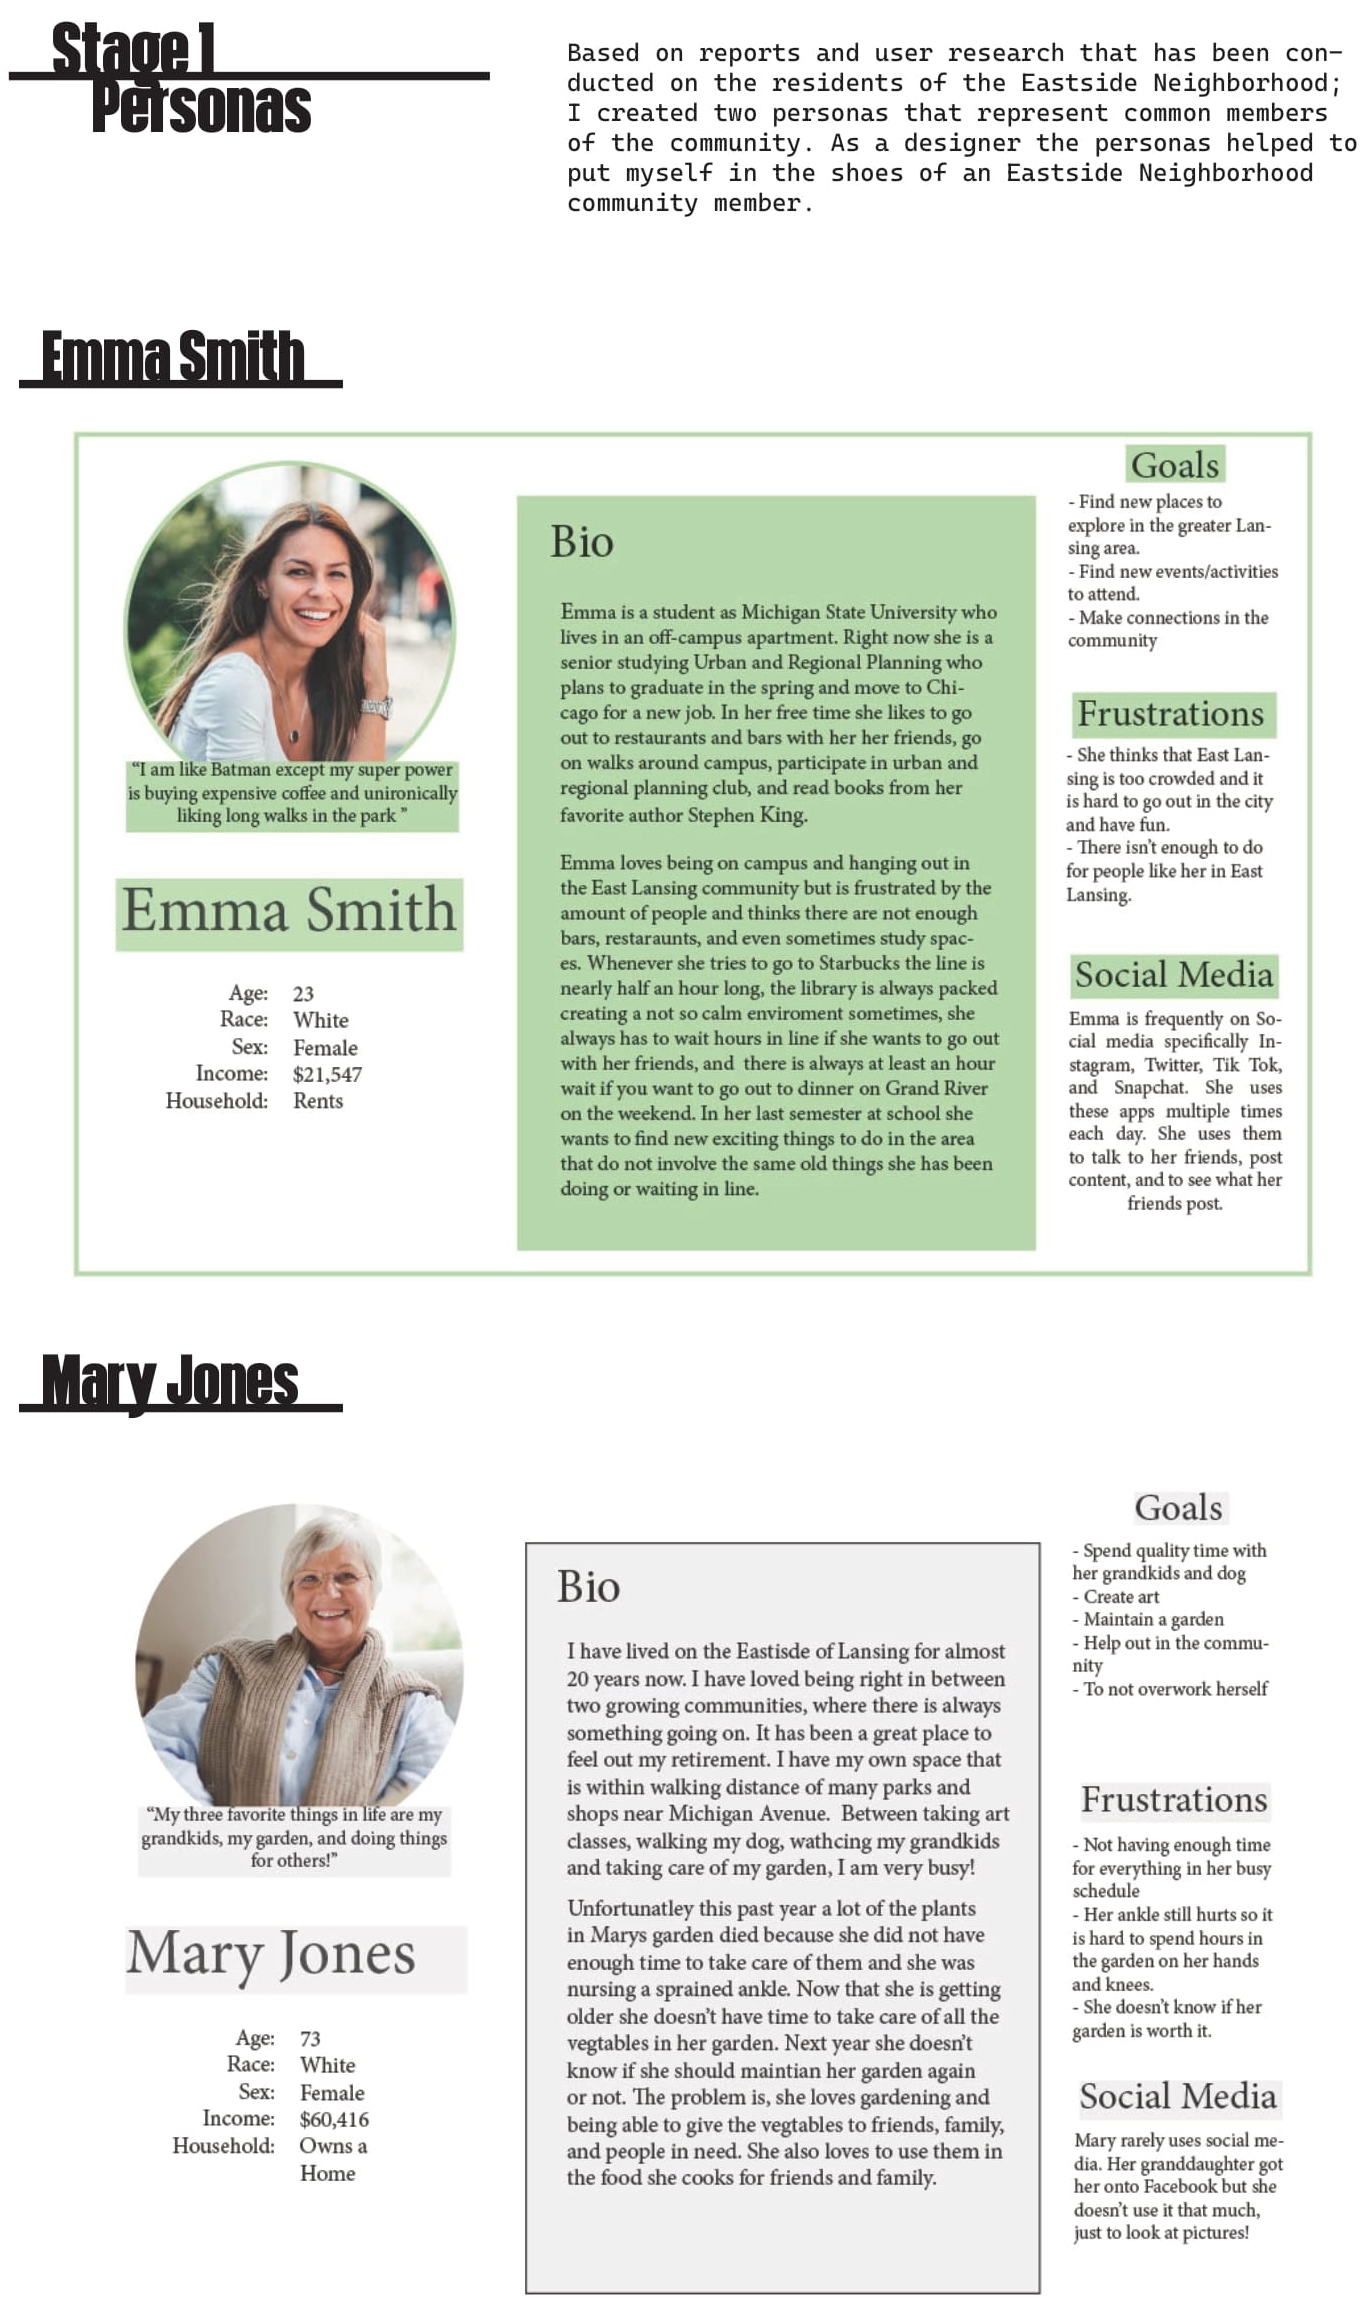 Stage 1
Personas
Based on reports and user research that has been con-
ducted on the residents of the Eastside Neighborhood;
I created two personas that represent common members
of the community. As a designer the personas helped to
put myself in the shoes of an Eastside Neighborhood
community member.
Emma Smith
“I am like Batman except my super power
is buying expensive coffee and unironically
liking long walks in the park ”
Emma Smith
Age: 23
Race: White
Sex: Female
Income: $21,547
Household: Rents
Bio
Emma is a student as Michigan State University who
lives in an off-campus apartment. Right now she is a
senior studying Urban and Regional Planning who
plans to graduate in the spring and move to Chi-
cago for a new job. In her free time she likes to go
out to restaurants and bars with her her friends, go
on walks around campus, participate in urban and
regional planning club, and read books from her
favorite author Stephen King.
Emma loves being on campus and hanging out in
the East Lansing community but is frustrated by the
amount of people and thinks there are not enough
bars, restaraunts, and even sometimes study spac-
es. Whenever she tries to go to Starbucks the line is
nearly half an hour long, the library is always packed
creating a not so calm enviroment sometimes, she
always has to wait hours in line if she wants to go out
with her friends, and there is always at least an hour
wait if you want to go out to dinner on Grand River
on the weekend. In her last semester at school she
wants to find new exciting things to do in the area
that do not involve the same old things she has been
doing or waiting in line.
Goals
- Find new places to
explore in the greater Lan-
sing area.
- Find new events/activities
to attend.
- Make connections in the
community
Frustrations
- She thinks that East Lan-
sing is too crowded and it
is hard to go out in the city
and have fun.
- There isn’t enough to do
for people like her in East
Lansing.
Social Media
Emma is frequently on So-
cial media specifically In-
stagram, Twitter, Tik Tok,
and Snapchat. She uses
these apps multiple times
each day. She uses them
to talk to her friends, post
content, and to see what her
friends post.
Mary Jones
“My three favorite things in life are my
grandkids, my garden, and doing things
for others!”
Mary Jones
Age: 73
Race: White
Sex: Female
Income: $60,416
Household: Owns a
Home
Bio
I have lived on the Eastisde of Lansing for almost
20 years now. I have loved being right in between
two growing communities, where there is always
something going on. It has been a great place to
feel out my retirement. I have my own space that
is within walking distance of many parks and
shops near Michigan Avenue. Between taking art
classes, walking my dog, wathcing my grandkids
and taking care of my garden, I am very busy!
Unfortunatley this past year a lot of the plants
in Marys garden died because she did not have
enough time to take care of them and she was
nursing a sprained ankle. Now that she is getting
older she doesn’t have time to take care of all the
vegtables in her garden. Next year she doesn’t
know if she should maintian her garden again
or not. The problem is, she loves gardening and
being able to give the vegtables to friends, family,
and people in need. She also loves to use them in
the food she cooks for friends and family.
Goals
- Spend quality time with
her grandkids and dog
- Create art
- Maintain a garden
- Help out in the commu-
nity
- To not overwork herself
Frustrations
- Not having enough time
for everything in her busy
schedule
- Her ankle still hurts so it
is hard to spend hours in
the garden on her hands
and knees.
- She doesn’t know if her
garden is worth it.
Social Media
Mary rarely uses social me-
dia. Her granddaughter got
her onto Facebook but she
doesn’t use it that much,
just to look at pictures!